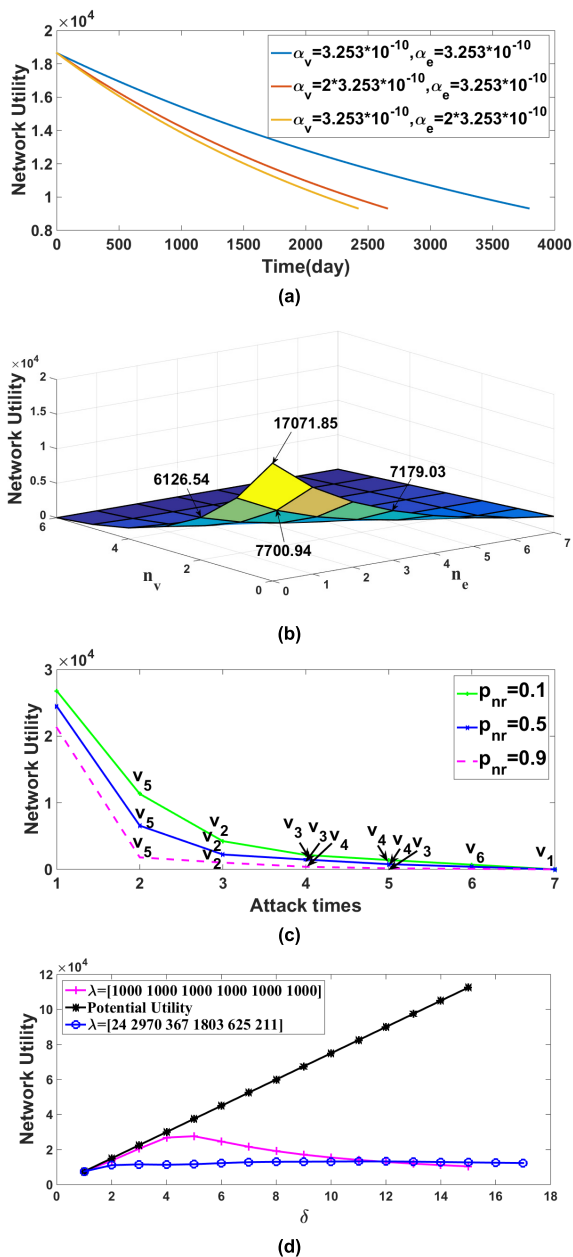 ×10^4
2
1.8
1.6
1.4
1.2
1
0.8
Network Utility
α_v=3.253*10^-10,α_e=3.253*10^-10
α_v=2*3.253*10^-10,α_e=3.253*10^-10
α_v=3.253*10^-10,α_e=2*3.253*10^-10
0 500 1000 1500 2000 2500 3000 3500 4000
Time(day)
(a)
×10^4
2
1.5
1
0.5
0
Network Utility
17071.85
6126.54
7179.03
7700.94
6 4 2 0
n_v
0 1 2 3 4 5 6 7
n_e
(b)
×10^4
3
2
1
0
Network Utility
p_nr=0.1
p_nr=0.5
p_nr=0.9
v_5
v_5
v_5
v_2
v_2
v_2
v_3 v_3 v_4
v_4 v_4 v_3
v_6
v_1
1 2 3 4 5 6 7
Attack times
(c)
×10^4
12
10
8
6
4
2
0
Network Utility
λ=[1000 1000 1000 1000 1000 1000]
Potential Utility
λ=[24 2970 367 1803 625 211]
0 2 4 6 8 10 12 14 16 18
δ
(d)